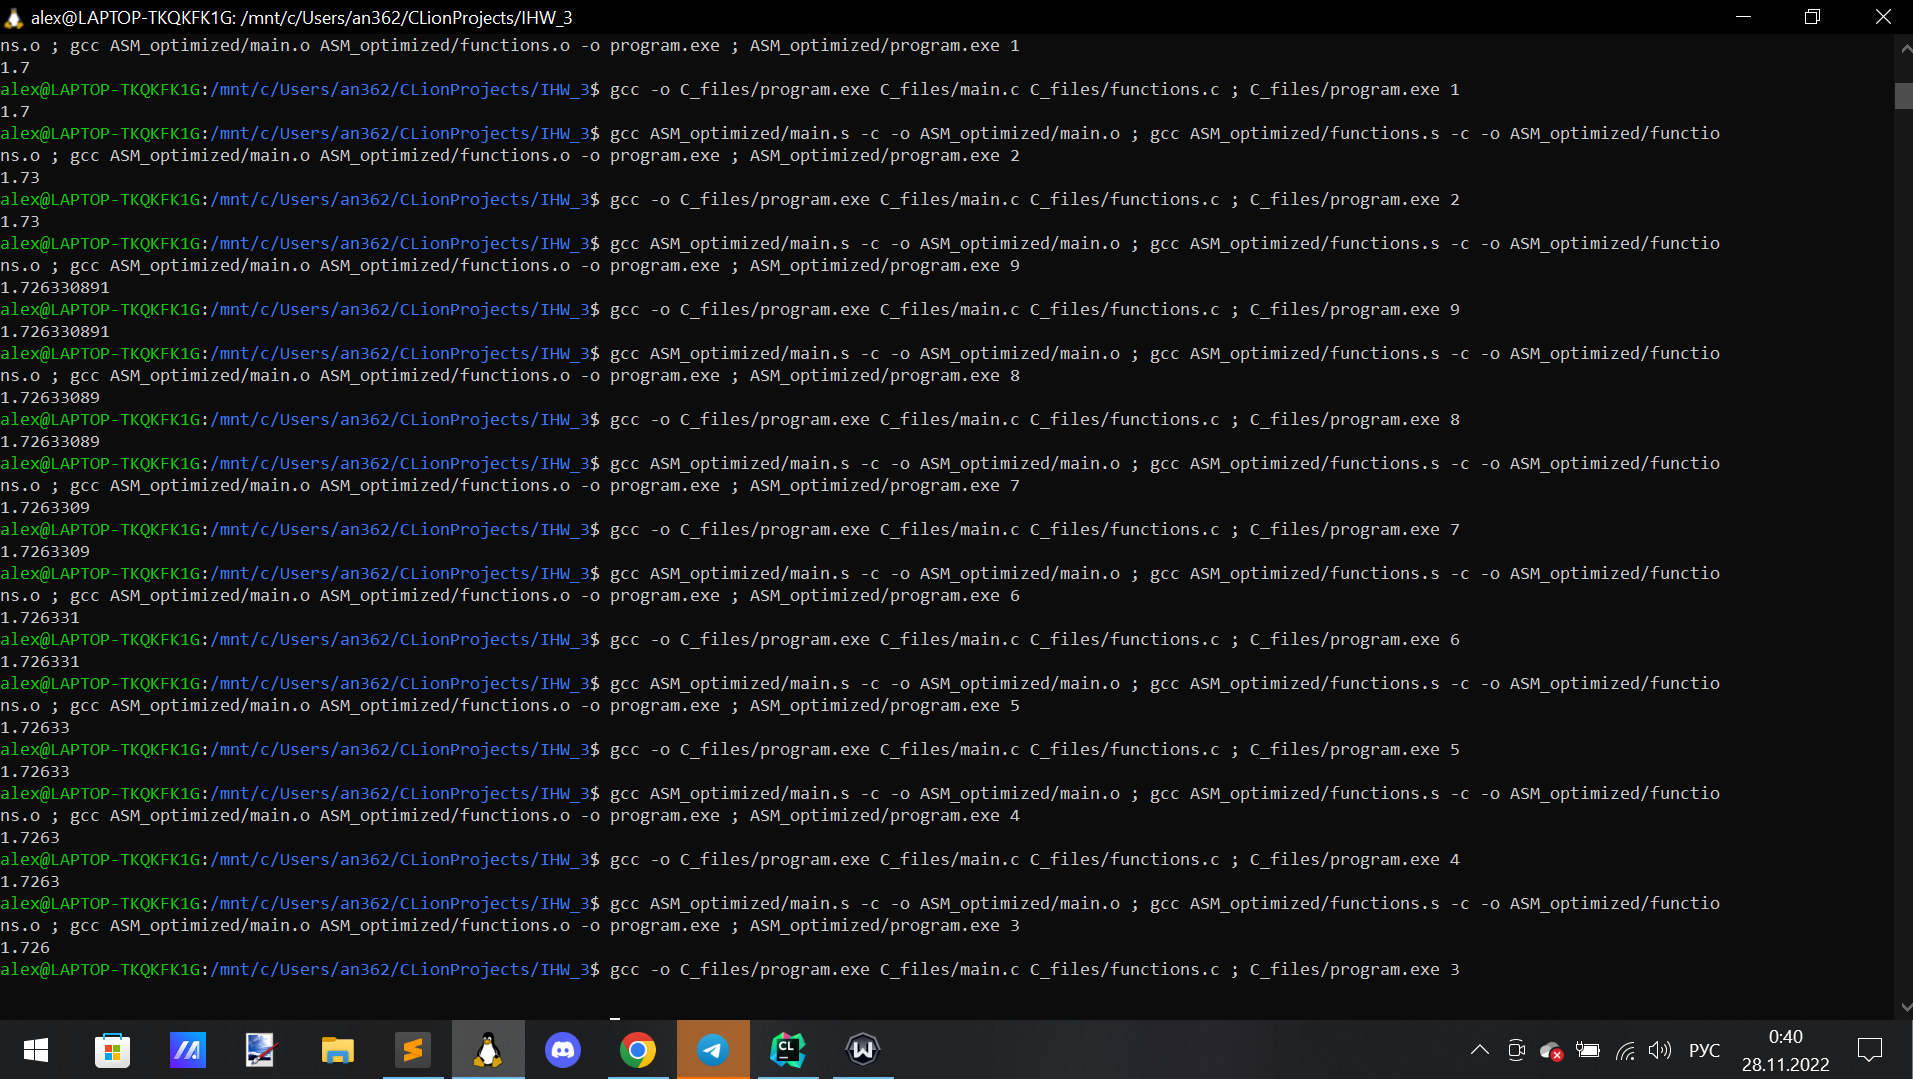 alex@LAPTOP-TKQKFK1G: /mnt/c/Users/an362/CLionProjects/IHW_3
ns.o ; gcc ASM_optimized/main.o ASM_optimized/functions.o -o program.exe ; ASM_optimized/program.exe 1
1.7
alex@LAPTOP-TKQKFK1G:/mnt/c/Users/an362/CLionProjects/IHW_3$ gcc -o C_files/program.exe C_files/main.c C_files/functions.c ; C_files/program.exe 1
1.7
alex@LAPTOP-TKQKFK1G:/mnt/c/Users/an362/CLionProjects/IHW_3$ gcc ASM_optimized/main.s -c -o ASM_optimized/main.o ; gcc ASM_optimized/functions.s -c -o ASM_optimized/functio
ns.o ; gcc ASM_optimized/main.o ASM_optimized/functions.o -o program.exe ; ASM_optimized/program.exe 2
1.73
alex@LAPTOP-TKQKFK1G:/mnt/c/Users/an362/CLionProjects/IHW_3$ gcc -o C_files/program.exe C_files/main.c C_files/functions.c ; C_files/program.exe 2
1.73
alex@LAPTOP-TKQKFK1G:/mnt/c/Users/an362/CLionProjects/IHW_3$ gcc ASM_optimized/main.s -c -o ASM_optimized/main.o ; gcc ASM_optimized/functions.s -c -o ASM_optimized/functio
ns.o ; gcc ASM_optimized/main.o ASM_optimized/functions.o -o program.exe ; ASM_optimized/program.exe 9
1.726330891
alex@LAPTOP-TKQKFK1G:/mnt/c/Users/an362/CLionProjects/IHW_3$ gcc -o C_files/program.exe C_files/main.c C_files/functions.c ; C_files/program.exe 9
1.726330891
alex@LAPTOP-TKQKFK1G:/mnt/c/Users/an362/CLionProjects/IHW_3$ gcc ASM_optimized/main.s -c -o ASM_optimized/main.o ; gcc ASM_optimized/functions.s -c -o ASM_optimized/functio
ns.o ; gcc ASM_optimized/main.o ASM_optimized/functions.o -o program.exe ; ASM_optimized/program.exe 8
1.72633089
alex@LAPTOP-TKQKFK1G:/mnt/c/Users/an362/CLionProjects/IHW_3$ gcc -o C_files/program.exe C_files/main.c C_files/functions.c ; C_files/program.exe 8
1.72633089
alex@LAPTOP-TKQKFK1G:/mnt/c/Users/an362/CLionProjects/IHW_3$ gcc ASM_optimized/main.s -c -o ASM_optimized/main.o ; gcc ASM_optimized/functions.s -c -o ASM_optimized/functio
ns.o ; gcc ASM_optimized/main.o ASM_optimized/functions.o -o program.exe ; ASM_optimized/program.exe 7
1.7263309
alex@LAPTOP-TKQKFK1G:/mnt/c/Users/an362/CLionProjects/IHW_3$ gcc -o C_files/program.exe C_files/main.c C_files/functions.c ; C_files/program.exe 7
1.7263309
alex@LAPTOP-TKQKFK1G:/mnt/c/Users/an362/CLionProjects/IHW_3$ gcc ASM_optimized/main.s -c -o ASM_optimized/main.o ; gcc ASM_optimized/functions.s -c -o ASM_optimized/functio
ns.o ; gcc ASM_optimized/main.o ASM_optimized/functions.o -o program.exe ; ASM_optimized/program.exe 6
1.726331
alex@LAPTOP-TKQKFK1G:/mnt/c/Users/an362/CLionProjects/IHW_3$ gcc -o C_files/program.exe C_files/main.c C_files/functions.c ; C_files/program.exe 6
1.726331
alex@LAPTOP-TKQKFK1G:/mnt/c/Users/an362/CLionProjects/IHW_3$ gcc ASM_optimized/main.s -c -o ASM_optimized/main.o ; gcc ASM_optimized/functions.s -c -o ASM_optimized/functio
ns.o ; gcc ASM_optimized/main.o ASM_optimized/functions.o -o program.exe ; ASM_optimized/program.exe 5
1.72633
alex@LAPTOP-TKQKFK1G:/mnt/c/Users/an362/CLionProjects/IHW_3$ gcc -o C_files/program.exe C_files/main.c C_files/functions.c ; C_files/program.exe 5
1.72633
alex@LAPTOP-TKQKFK1G:/mnt/c/Users/an362/CLionProjects/IHW_3$ gcc ASM_optimized/main.s -c -o ASM_optimized/main.o ; gcc ASM_optimized/functions.s -c -o ASM_optimized/functio
ns.o ; gcc ASM_optimized/main.o ASM_optimized/functions.o -o program.exe ; ASM_optimized/program.exe 4
1.7263
alex@LAPTOP-TKQKFK1G:/mnt/c/Users/an362/CLionProjects/IHW_3$ gcc -o C_files/program.exe C_files/main.c C_files/functions.c ; C_files/program.exe 4
1.7263
alex@LAPTOP-TKQKFK1G:/mnt/c/Users/an362/CLionProjects/IHW_3$ gcc ASM_optimized/main.s -c -o ASM_optimized/main.o ; gcc ASM_optimized/functions.s -c -o ASM_optimized/functio
ns.o ; gcc ASM_optimized/main.o ASM_optimized/functions.o -o program.exe ; ASM_optimized/program.exe 3
1.726
alex@LAPTOP-TKQKFK1G:/mnt/c/Users/an362/CLionProjects/IHW_3$ gcc -o C_files/program.exe C_files/main.c C_files/functions.c ; C_files/program.exe 3
CL
W
РУС
0:40
28.11.2022